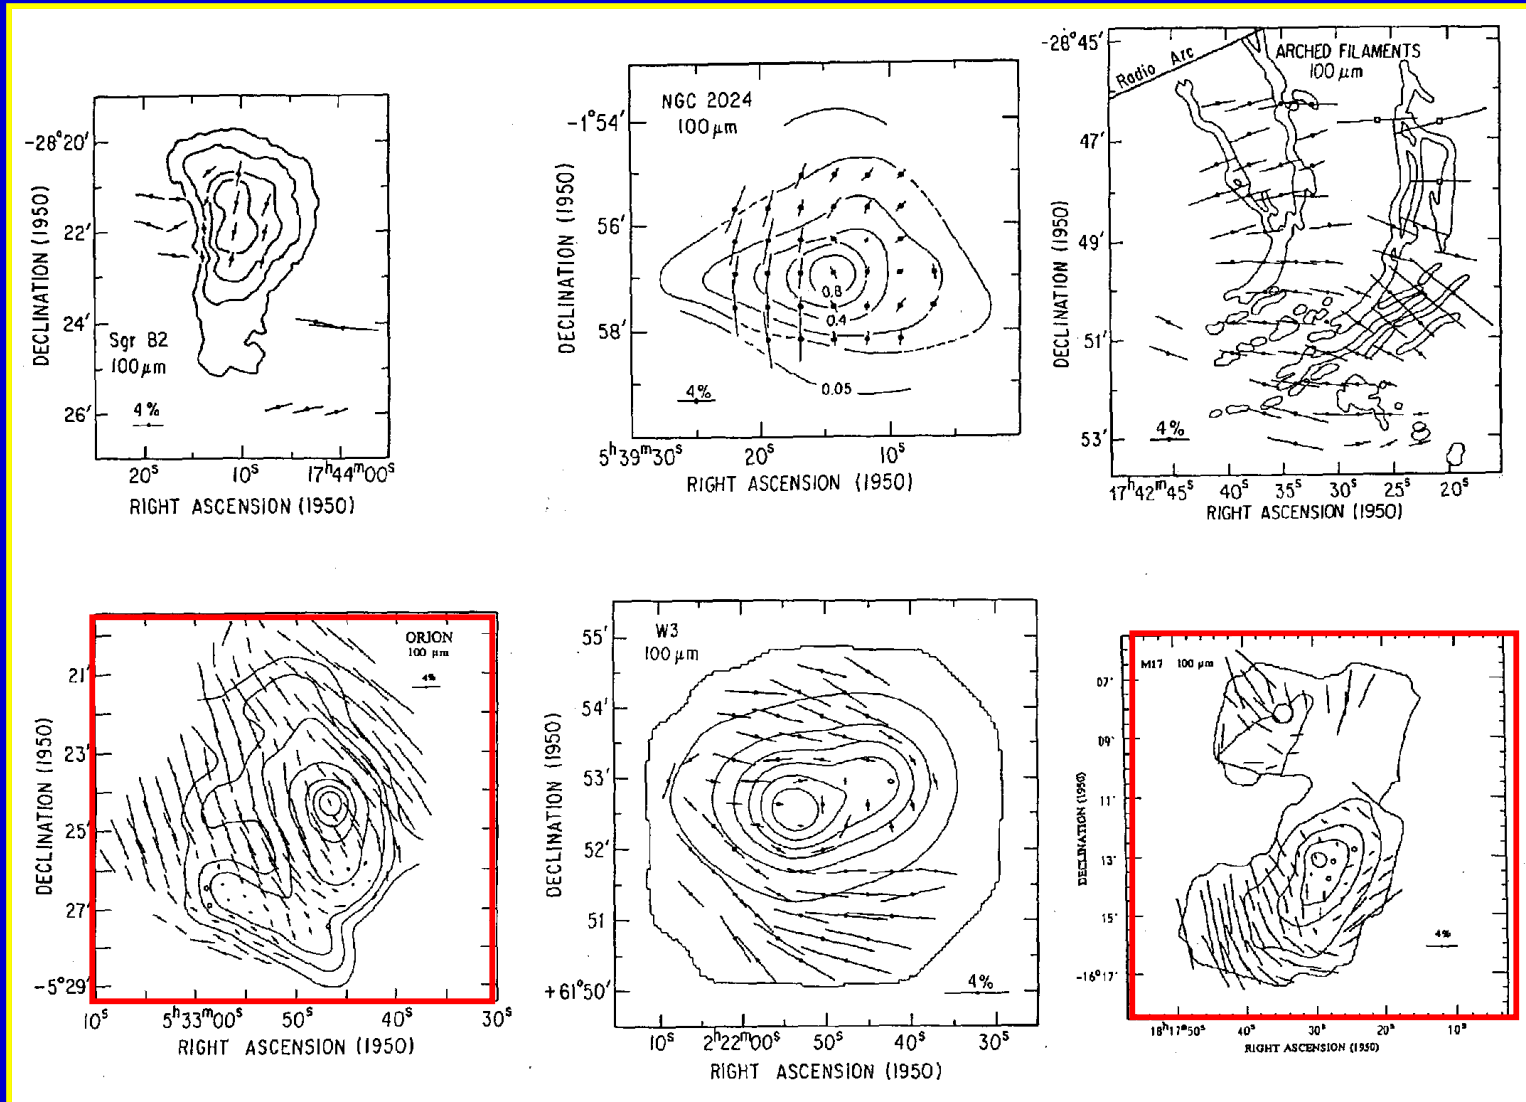 Sgr B2
100 μm
4%
-28°20'
22'
24'
26'
20ˢ
10ˢ
17ʰ44ᵐ00ˢ
DECLINATION (1950)
RIGHT ASCENSION (1950)
NGC 2024
100 μm
0.8
0.4
0.05
4%
-1°54'
56'
58'
5ʰ39ᵐ30ˢ
20ˢ
10ˢ
DECLINATION (1950)
RIGHT ASCENSION (1950)
Radio Arc
ARCHED FILAMENTS
100 μm
4%
-28°45'
47'
49'
51'
53'
17ʰ42ᵐ45ˢ
40ˢ
35ˢ
30ˢ
25ˢ
20ˢ
DECLINATION (1950)
RIGHT ASCENSION (1950)
ORION
100 μm
4%
21'
23'
25'
27'
-5°29'
10ˢ
5ʰ33ᵐ00ˢ
50ˢ
40ˢ
30ˢ
DECLINATION (1950)
RIGHT ASCENSION (1950)
W3
100 μm
4%
55'
54'
53'
52'
51'
+61°50'
10ˢ
2ʰ22ᵐ00ˢ
50ˢ
40ˢ
30ˢ
DECLINATION (1950)
RIGHT ASCENSION (1950)
M17 100 μm
4%
07'
09'
11'
13'
15'
-16°17'
18ʰ17ᵐ50ˢ
40ˢ
30ˢ
20ˢ
10ˢ
DECLINATION (1950)
RIGHT ASCENSION (1950)